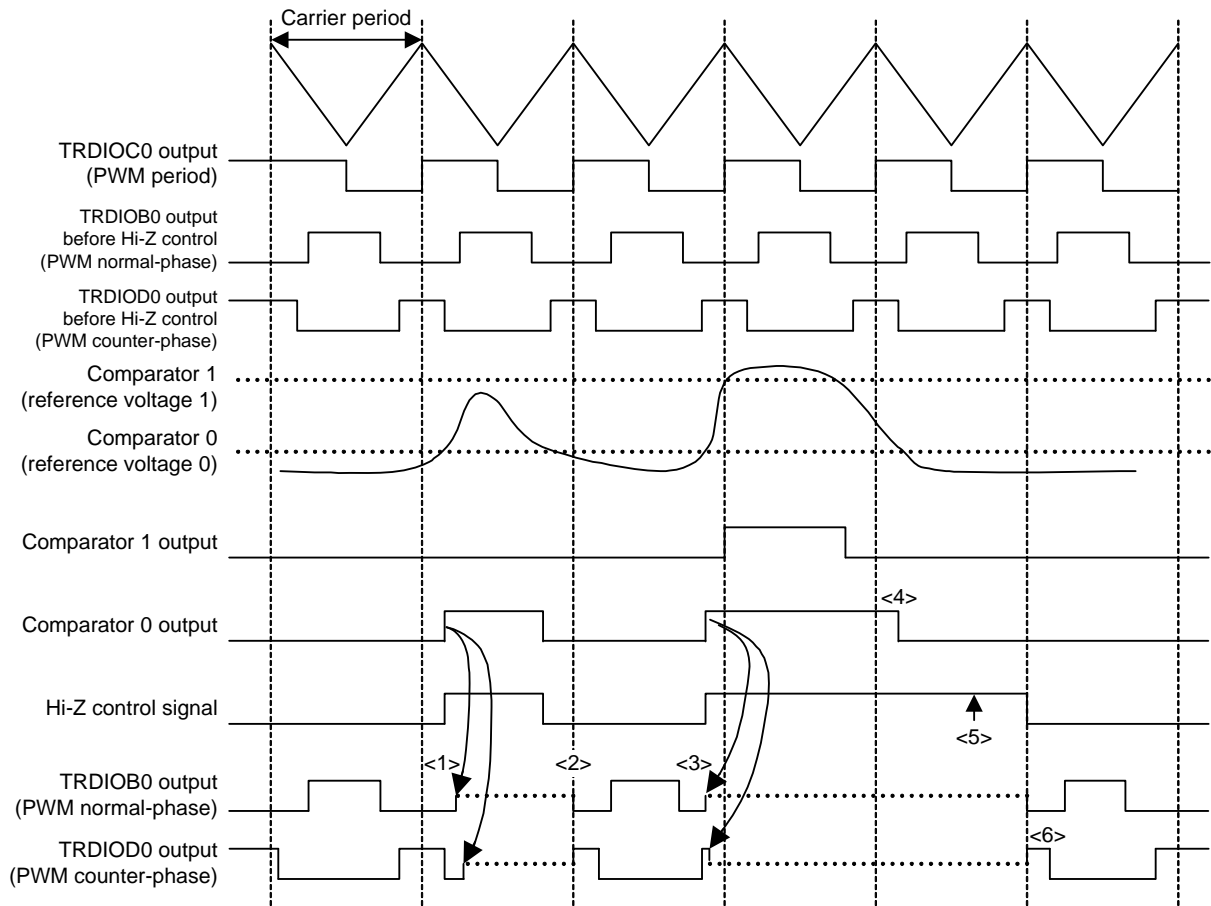 Carrier period
TRDIOC0 output
(PWM period)
TRDIOB0 output
before Hi-Z control
(PWM normal-phase)
TRDIOD0 output
before Hi-Z control
(PWM counter-phase)
Comparator 1
(reference voltage 1)
Comparator 0
(reference voltage 0)
Comparator 1 output
<4>
Comparator 0 output
Hi-Z control signal
<5>
<1>
<2>
<3>
TRDIOB0 output
(PWM normal-phase)
<6>
TRDIOD0 output
(PWM counter-phase)